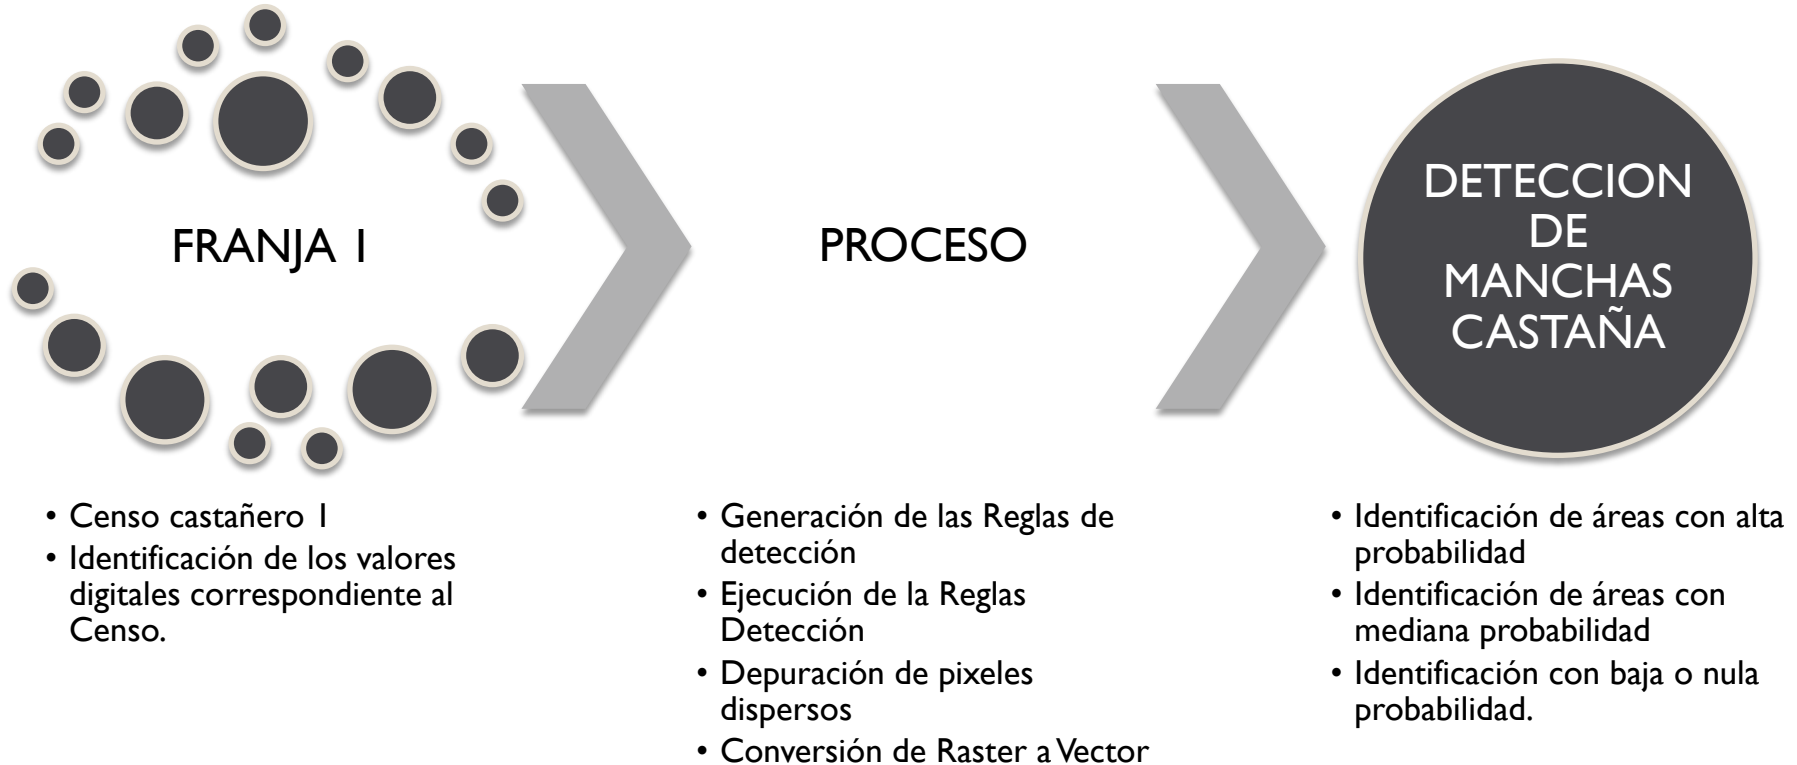 FRANJA 1
• Censo castañero 1
• Identificación de los valores
digitales correspondiente al
Censo.
PROCESO
• Generación de las Reglas de
detección
• Ejecución de la Reglas
Detección
• Depuración de pixeles
dispersos
• Conversión de Raster a Vector
DETECCION
DE
MANCHAS
CASTAÑA
• Identificación de áreas con alta
probabilidad
• Identificación de áreas con
mediana probabilidad
• Identificación con baja o nula
probabilidad.